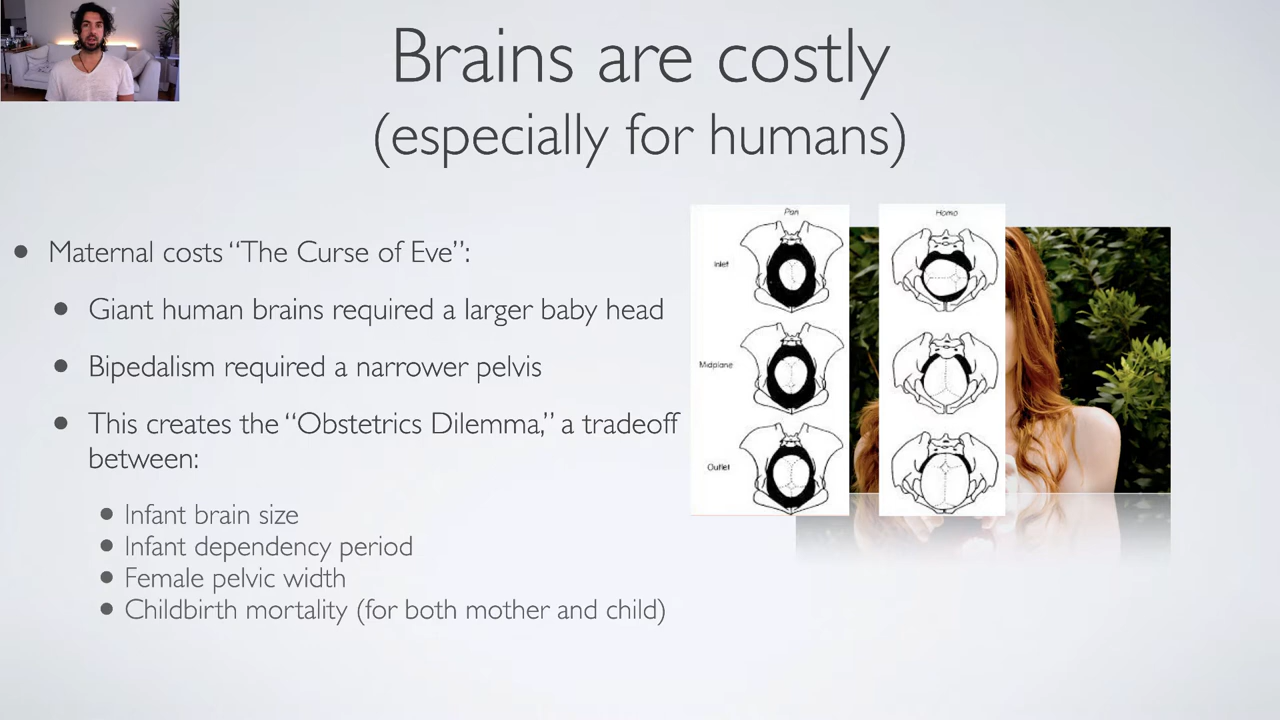 Brains are costly
(especially for humans)
Maternal costs “The Curse of Eve”:
Giant human brains required a larger baby head
Bipedalism required a narrower pelvis
This creates the “Obstetrics Dilemma,” a tradeoff
between:
Infant brain size
Infant dependency period
Female pelvic width
Childbirth mortality (for both mother and child)
Pan
Homo
Inlet
Midplane
Outlet